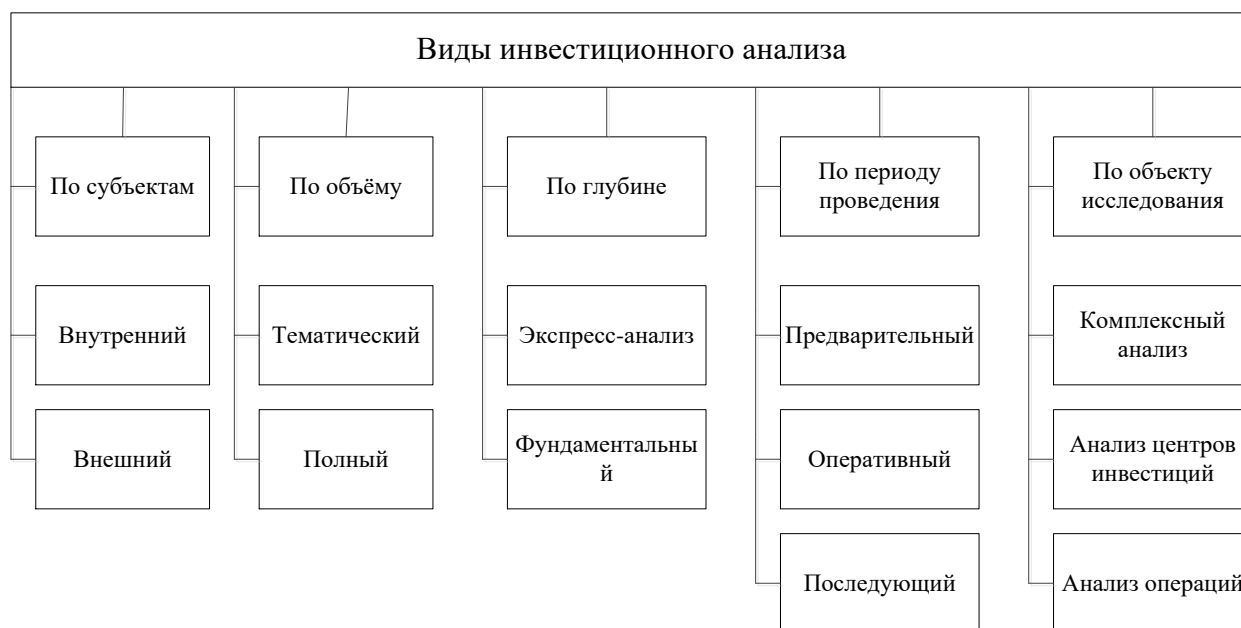 Виды инвестиционного анализа
По субъектам
Внутренний
Внешний
По объёму
Тематический
Полный
По глубине
Экспресс-анализ
Фундаментальны
й
По периоду
проведения
Предварительный
Оперативный
Последующий
По объекту
исследования
Комплексный
анализ
Анализ центров
инвестиций
Анализ операций